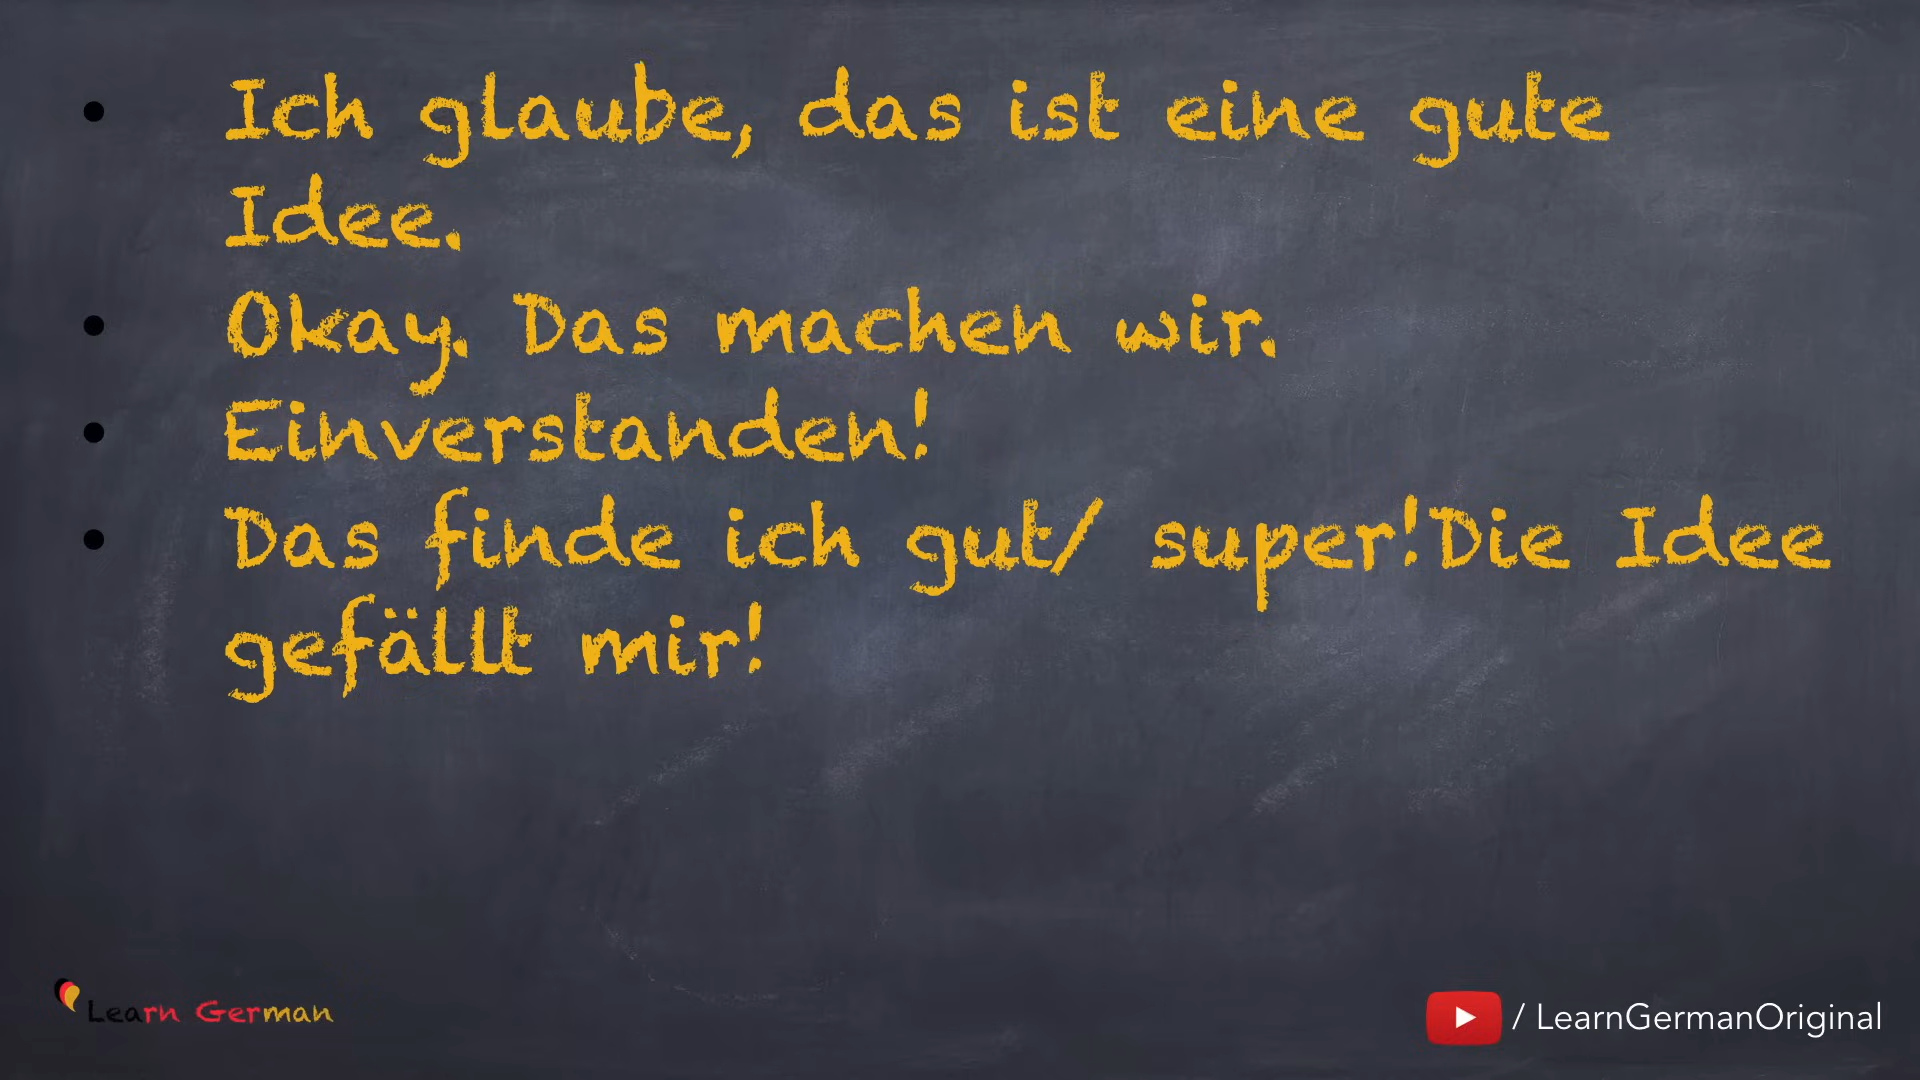 • Ich glaube, das ist eine gute
Idee.
• Okay. Das machen wir.
• Einverstanden!
• Das finde ich gut/ super!Die Idee
gefällt mir!
Learn German
/ LearnGermanOriginal